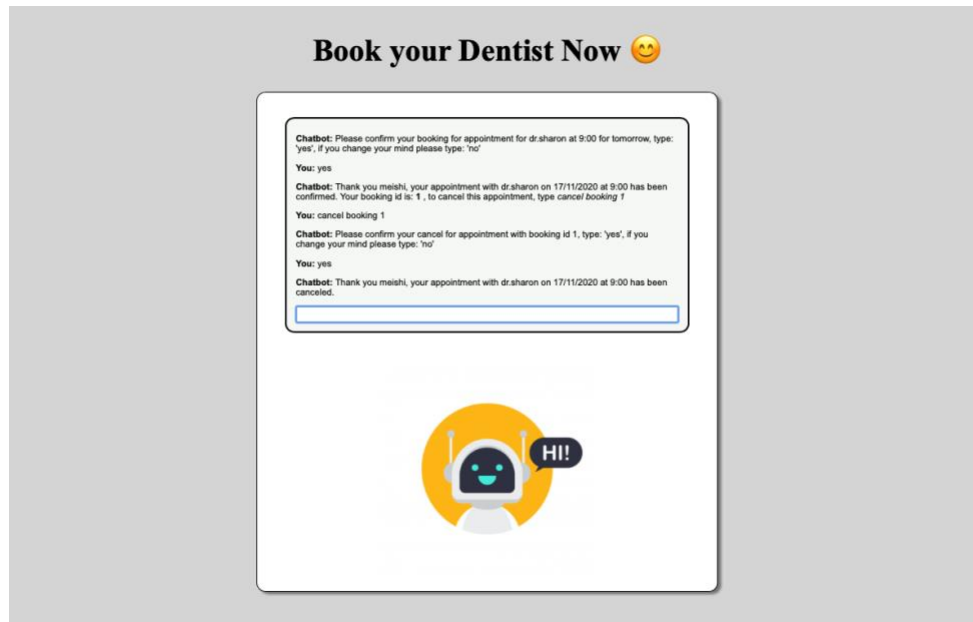 Book your Dentist Now 😊
Chatbot: Please confirm your booking for appointment for dr.sharon at 9:00 for tomorrow, type:
'yes', if you change your mind please type: 'no'
You: yes
Chatbot: Thank you meishi, your appointment with dr.sharon on 17/11/2020 at 9:00 has been
confirmed. Your booking id is: 1 , to cancel this appointment, type cancel booking 1
You: cancel booking 1
Chatbot: Please confirm your cancel for appointment with booking id 1, type: 'yes', if you
change your mind please type: 'no'
You: yes
Chatbot: Thank you meishi, your appointment with dr.sharon on 17/11/2020 at 9:00 has been
canceled.
HI!